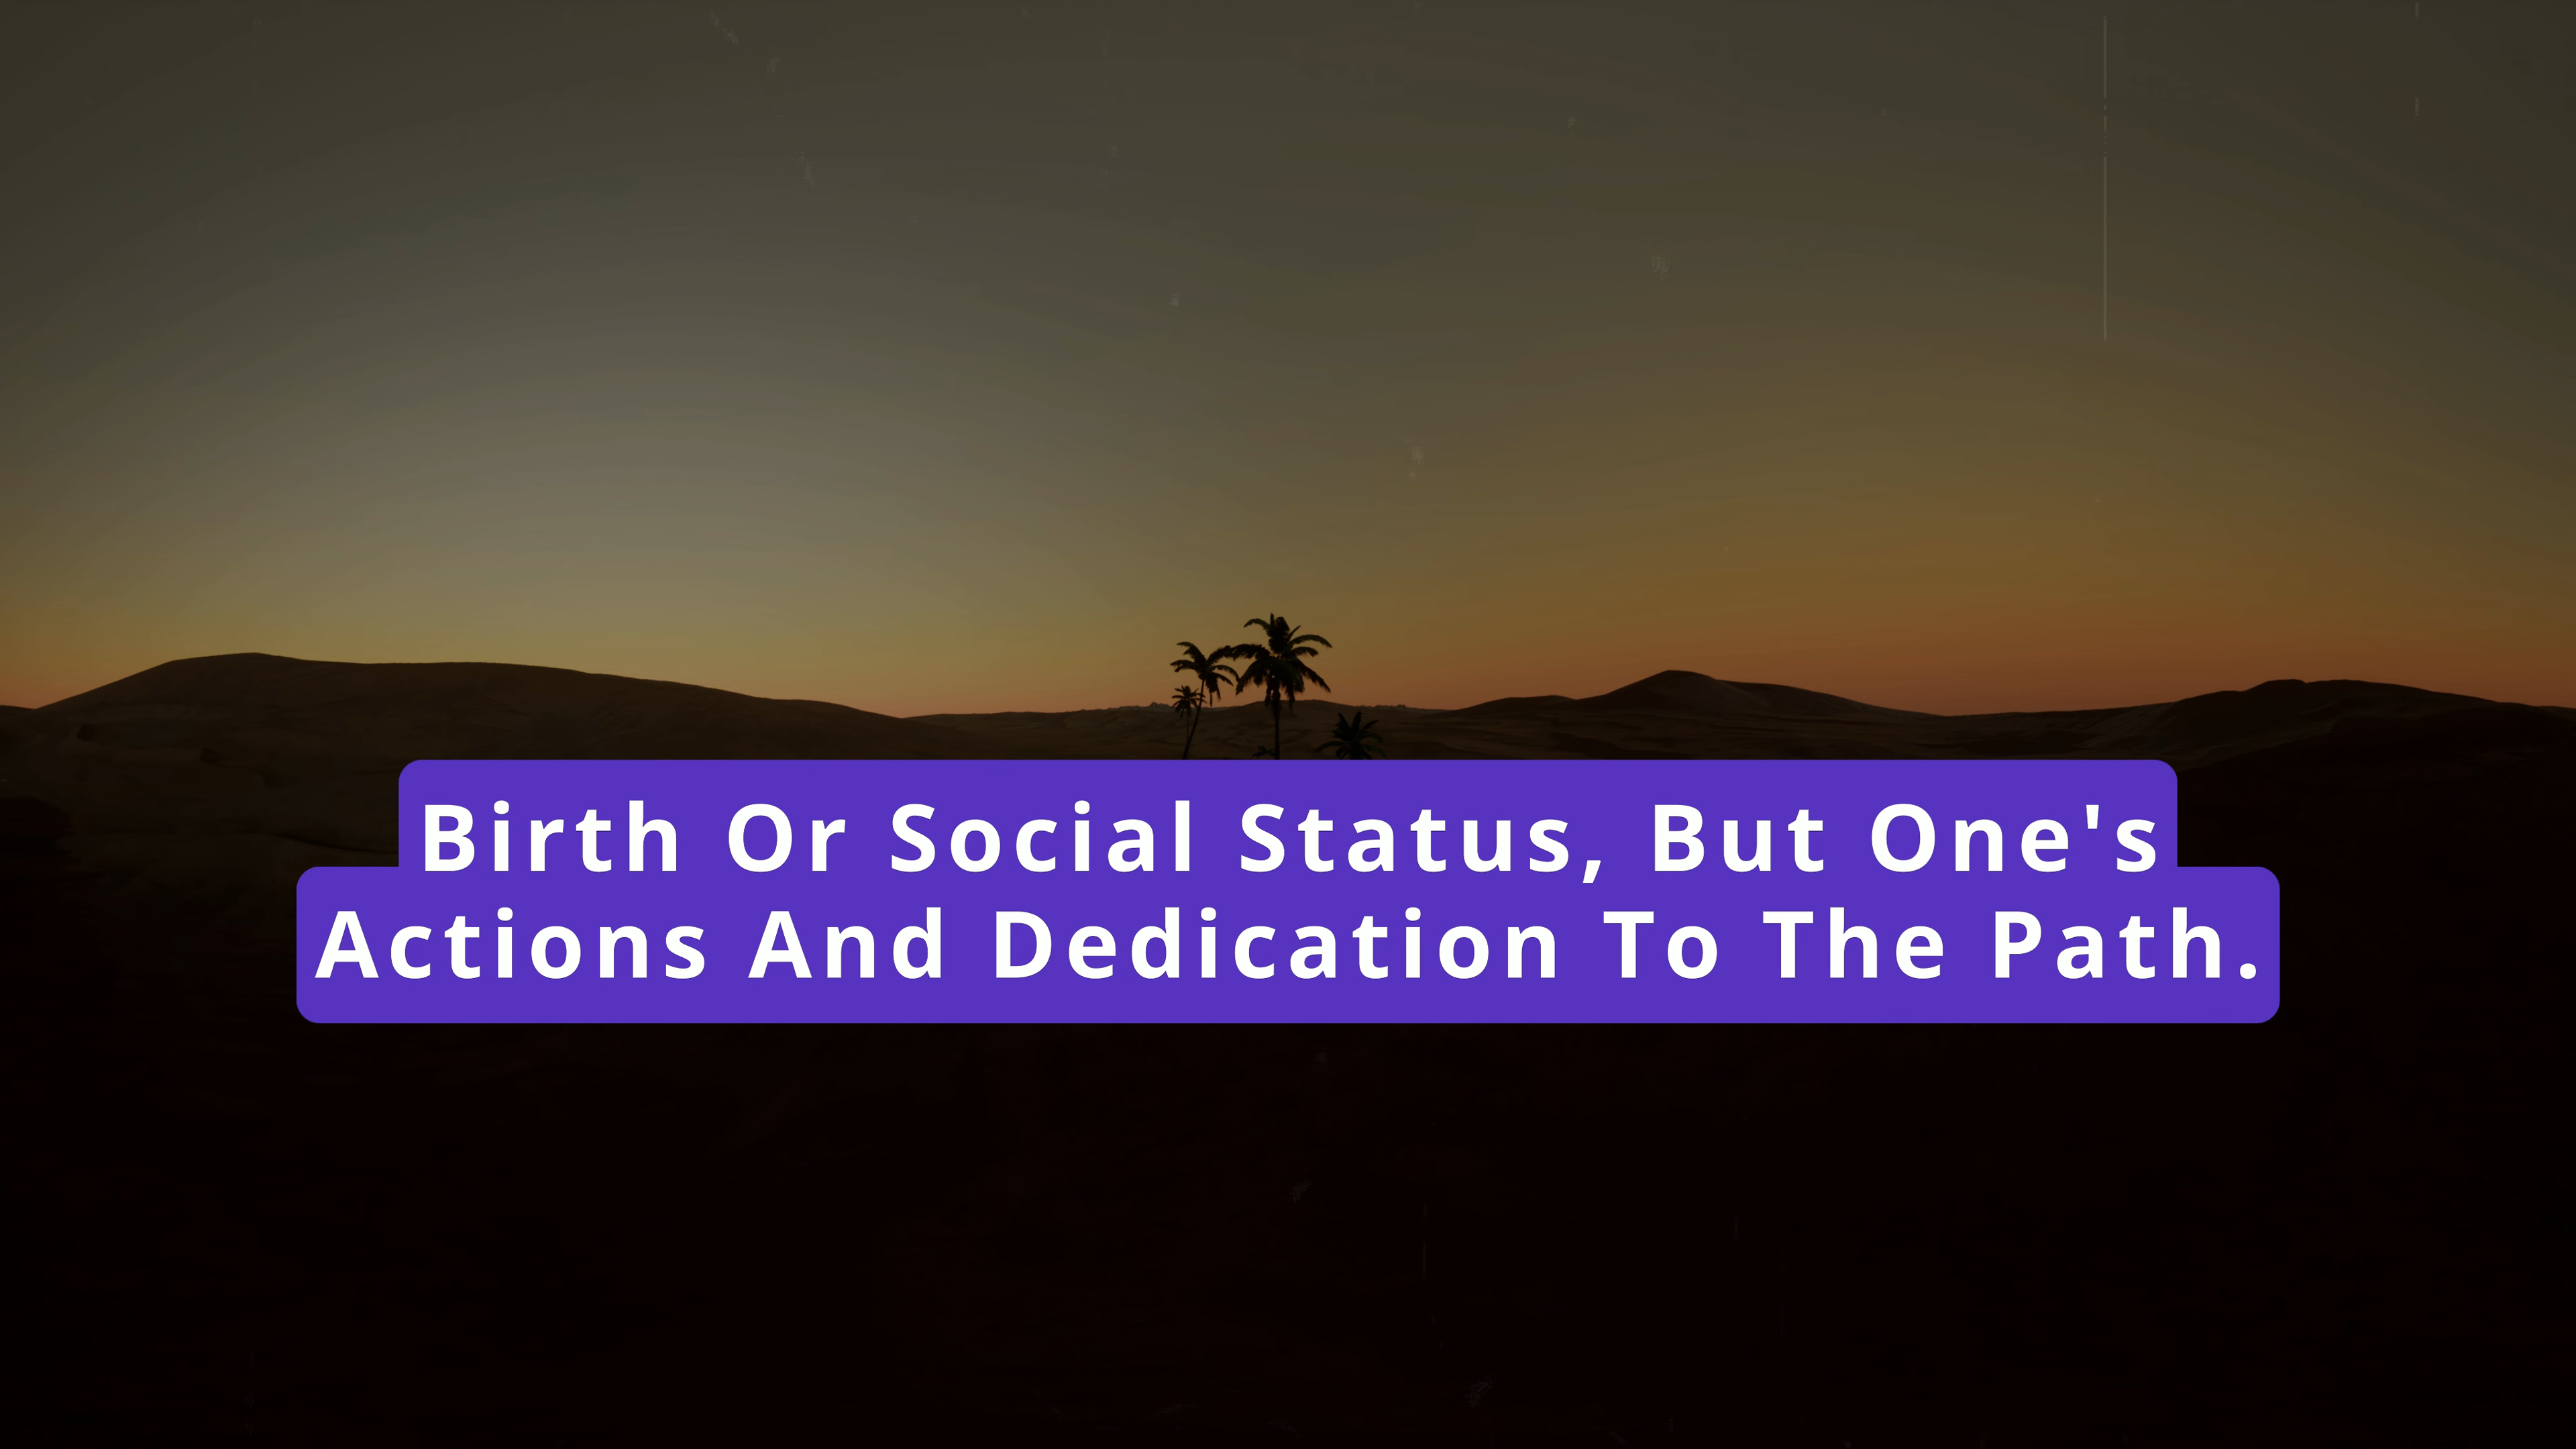 Birth Or Social Status, But One's
Actions And Dedication To The Path.